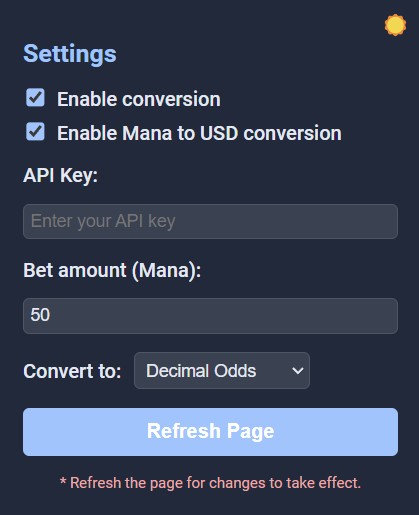 Settings
Enable conversion
Enable Mana to USD conversion
API Key:
Enter your API key
Bet amount (Mana):
50
Convert to: Decimal Odds
Refresh Page
* Refresh the page for changes to take effect.